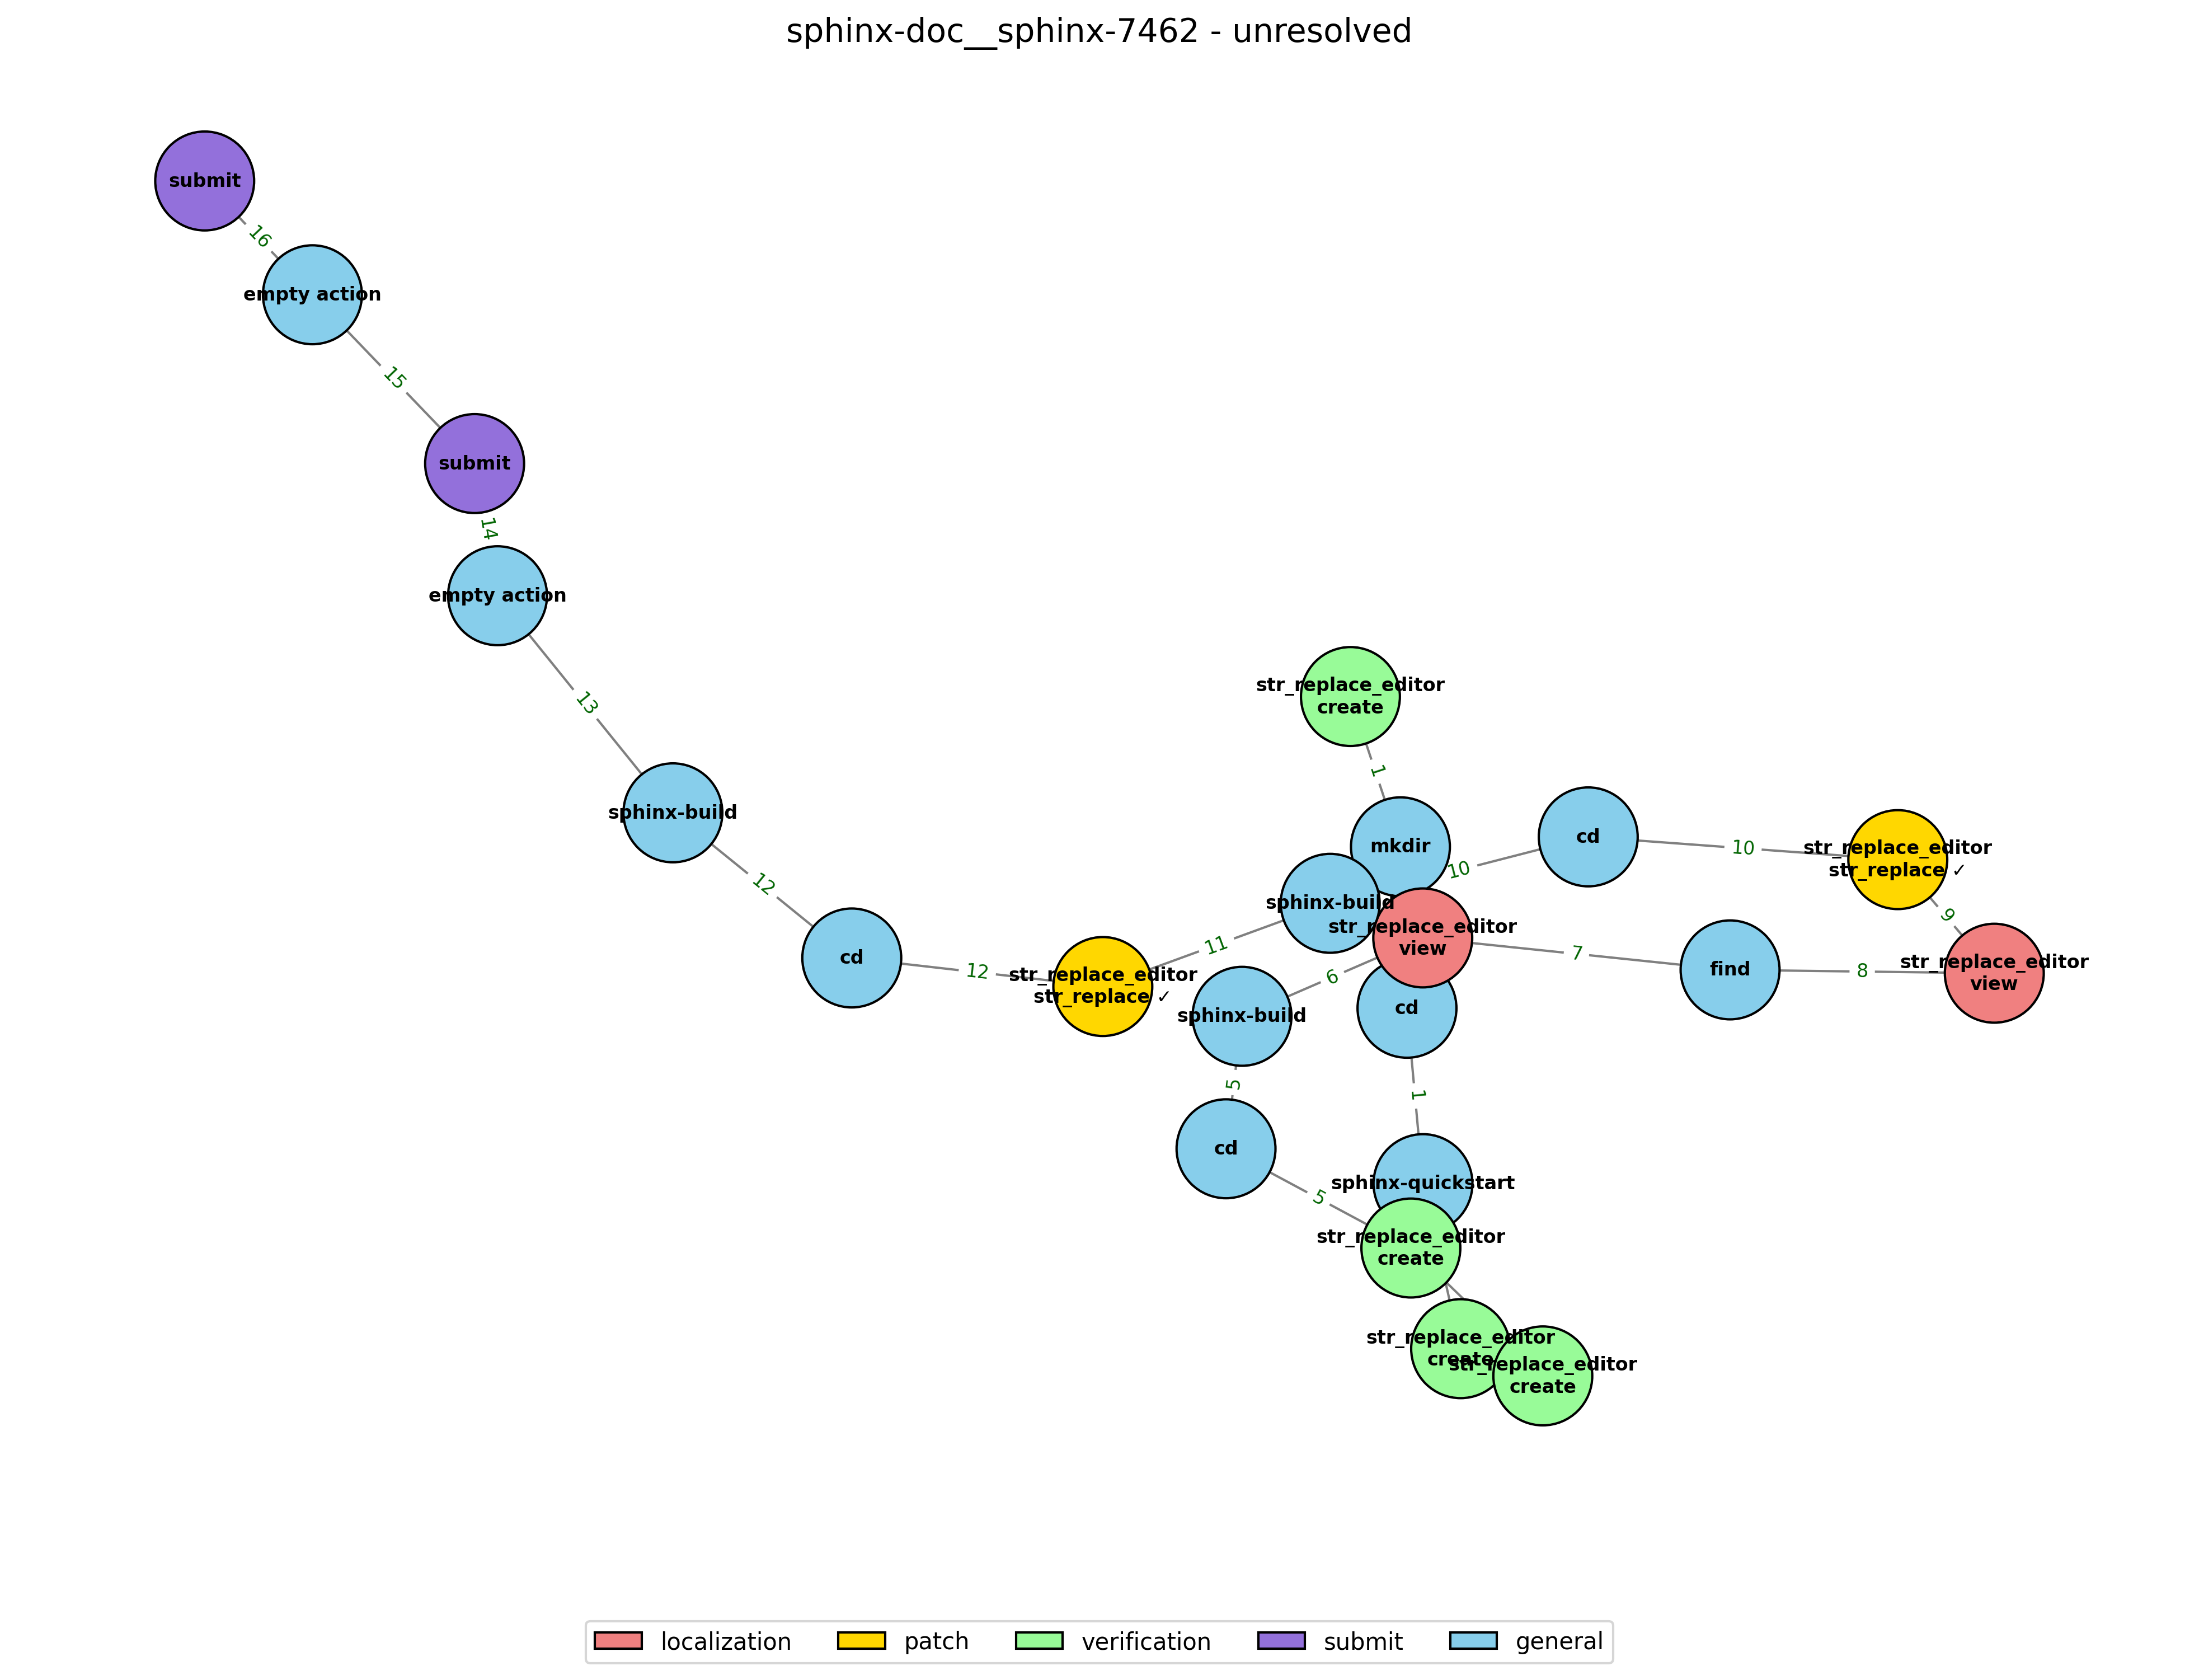 sphinx-doc__sphinx-7462 - unresolved
submit
16
empty action
15
submit
14
empty action
13
sphinx-build
12
cd
12
str_replace_editor
str_replace ✓
11
sphinx-build
str_replace_editor
create
1
mkdir
10
cd
10
str_replace_editor
str_replace ✓
9
str_replace_editor
view
8
find
7
str_replace_editor
view
6
sphinx-build
cd
5
cd
1
5
sphinx-quickstart
str_replace_editor
create
str_replace_editor
create
str_replace_editor
create
localization
patch
verification
submit
general